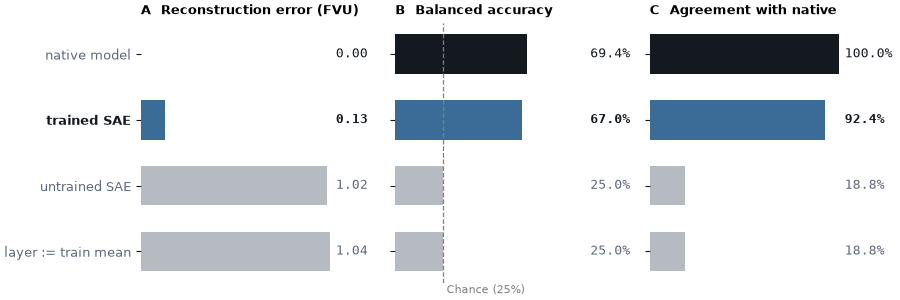 A Reconstruction error (FVU)
B Balanced accuracy
C Agreement with native
native model 0.00 69.4% 100.0%
trained SAE 0.13 67.0% 92.4%
untrained SAE 1.02 25.0% 18.8%
layer := train mean 1.04 25.0% 18.8%
Chance (25%)